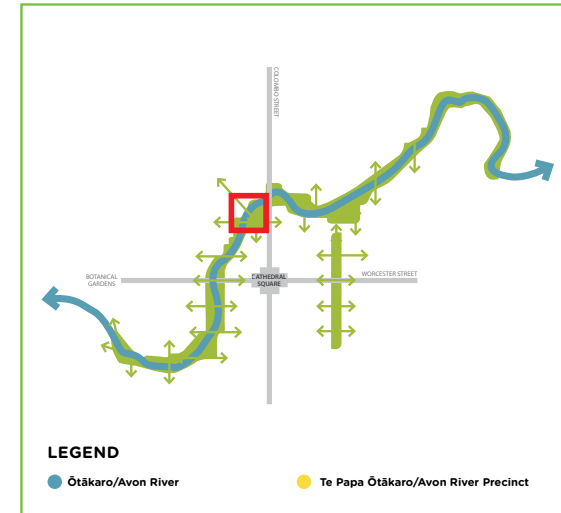 COLOMBO STREET
BOTANICAL
GARDENS
CATHEDRAL
SQUARE
WORCESTER STREET
LEGEND
Ōtākaro/Avon River
Te Papa Ōtākaro/Avon River Precinct